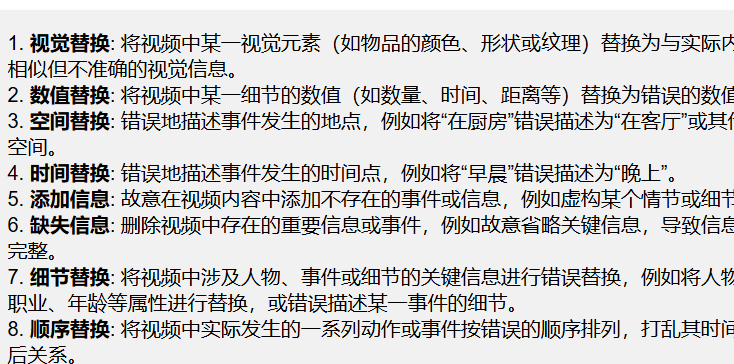 1. 视觉替换: 将视频中某一视觉元素（如物品的颜色、形状或纹理）替换为与实际内
相似但不准确的视觉信息。
2. 数值替换: 将视频中某一细节的数值（如数量、时间、距离等）替换为错误的数值
3. 空间替换: 错误地描述事件发生的地点，例如将“在厨房”错误描述为“在客厅”或其他
空间。
4. 时间替换: 错误地描述事件发生的时间点，例如将“早晨”错误描述为“晚上”。
5. 添加信息: 故意在视频内容中添加不存在的事件或信息，例如虚构某个情节或细节
6. 缺失信息: 删除视频中存在的重要信息或事件，例如故意省略关键信息，导致信息
完整。
7. 细节替换: 将视频中涉及人物、事件或细节的关键信息进行错误替换，例如将人物
职业、年龄等属性进行替换，或错误描述某一事件的细节。
8. 顺序替换: 将视频中实际发生的一系列动作或事件按错误的顺序排列，打乱其时间
后关系。